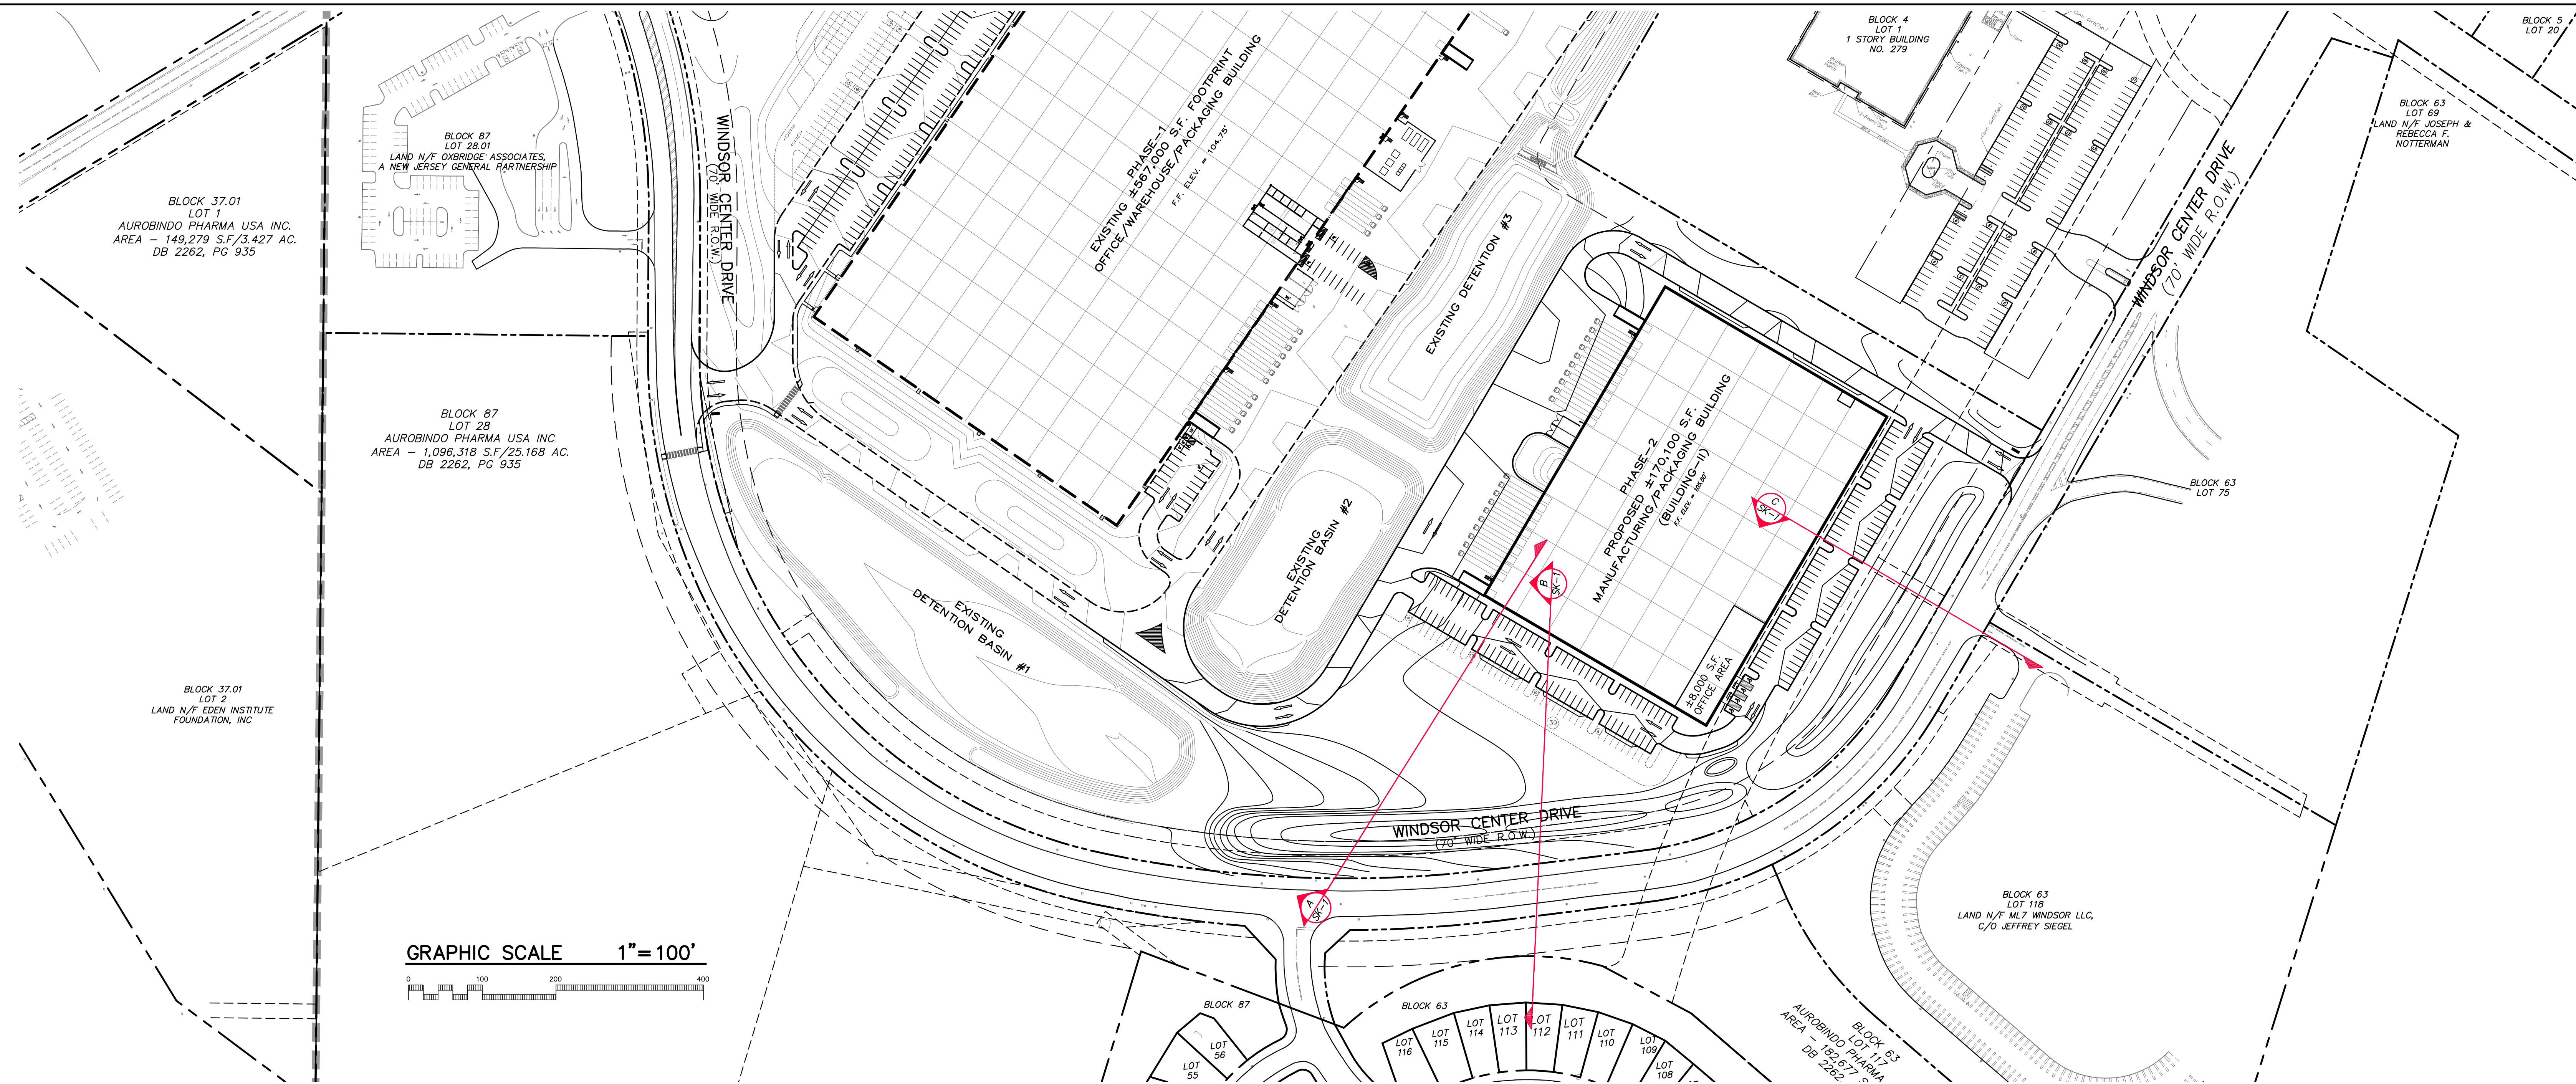 BLOCK 87
LOT 28.01
LAND N/F OXBRIDGE ASSOCIATES,
A NEW JERSEY GENERAL PARTNERSHIP
BLOCK 37.01
LOT 1
AUROBINDO PHARMA USA INC.
AREA - 149,279 S.F/3.427 AC.
DB 2262, PG 935
WINDSOR CENTER DRIVE
(70' WIDE R.O.W.)
PHASE-1
EXISTING ±567,000 S.F. FOOTPRINT
OFFICE/WAREHOUSE/PACKAGING BUILDING
F.F. ELEV. = 104.75'
BLOCK 4
LOT 1
1 STORY BUILDING
NO. 279
BLOCK 5
LOT 20
BLOCK 63
LOT 69
LAND N/F JOSEPH &
REBECCA F.
NOTTERMAN
WINDSOR CENTER DRIVE
(70' WIDE R.O.W.)
EXISTING DETENTION #3
BLOCK 87
LOT 28
AUROBINDO PHARMA USA INC
AREA - 1,096,318 S.F/25.168 AC.
DB 2262, PG 935
PHASE-2
PROPOSED ±170,100 S.F.
MANUFACTURING/PACKAGING BUILDING
(BUILDING-II)
BLOCK 63
LOT 75
C
SK-1
B
SK-1
EXISTING
DETENTION BASIN #2
EXISTING
DETENTION BASIN #1
±8,000 S.F.
OFFICE AREA
39
BLOCK 37.01
LOT 2
LAND N/F EDEN INSTITUTE
FOUNDATION, INC
WINDSOR CENTER DRIVE
(70' WIDE R.O.W.)
A
SK-1
BLOCK 63
LOT 118
LAND N/F ML7 WINDSOR LLC,
C/O JEFFREY SIEGEL
GRAPHIC SCALE 1"=100'
0 100 200 400
BLOCK 87
LOT
56
LOT
55
BLOCK 63
LOT
116
LOT
115
LOT
114
LOT
113
LOT
112
LOT
111
LOT
110
LOT
109
LOT
108
BLOCK 63
LOT 117
AUROBINDO PHARMA
AREA - 182,677 S
DB 2262